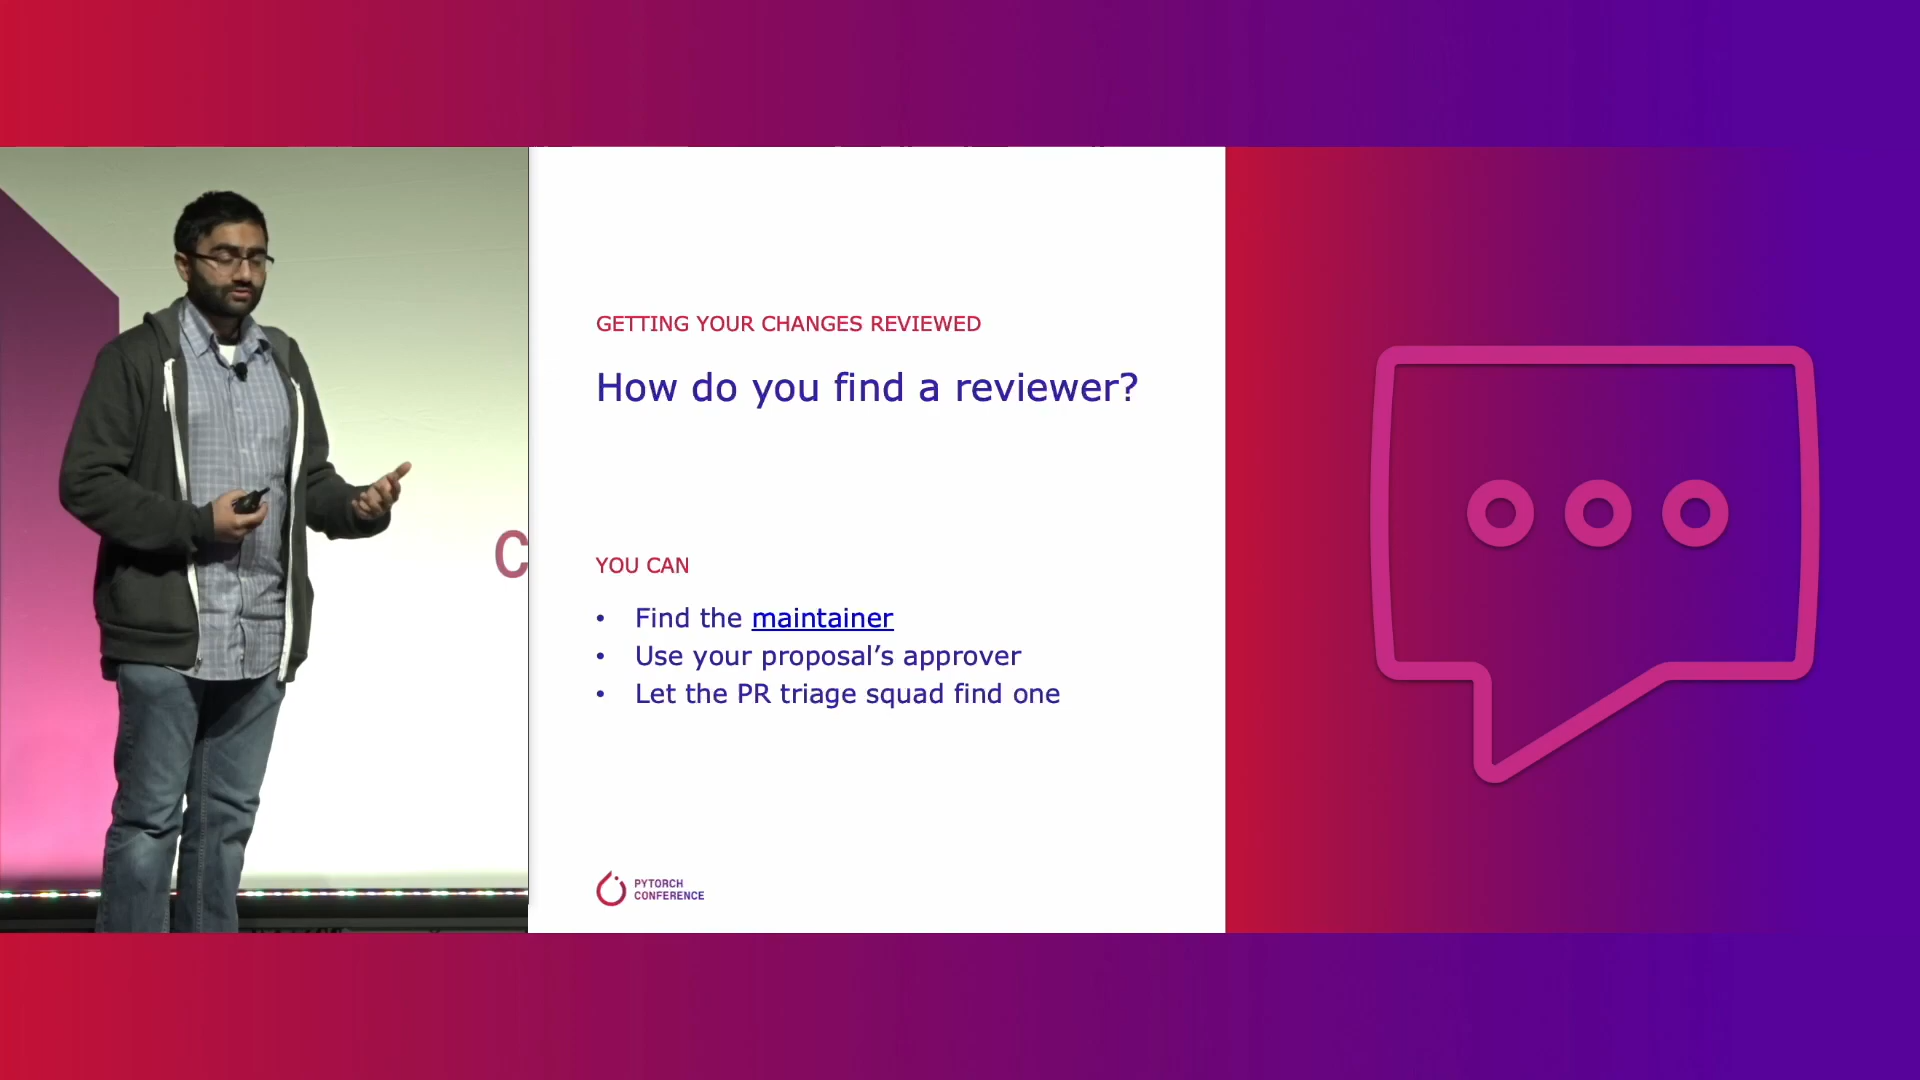 GETTING YOUR CHANGES REVIEWED
How do you find a reviewer?
YOU CAN
• Find the maintainer
• Use your proposal’s approver
• Let the PR triage squad find one
PYTORCH
CONFERENCE
C